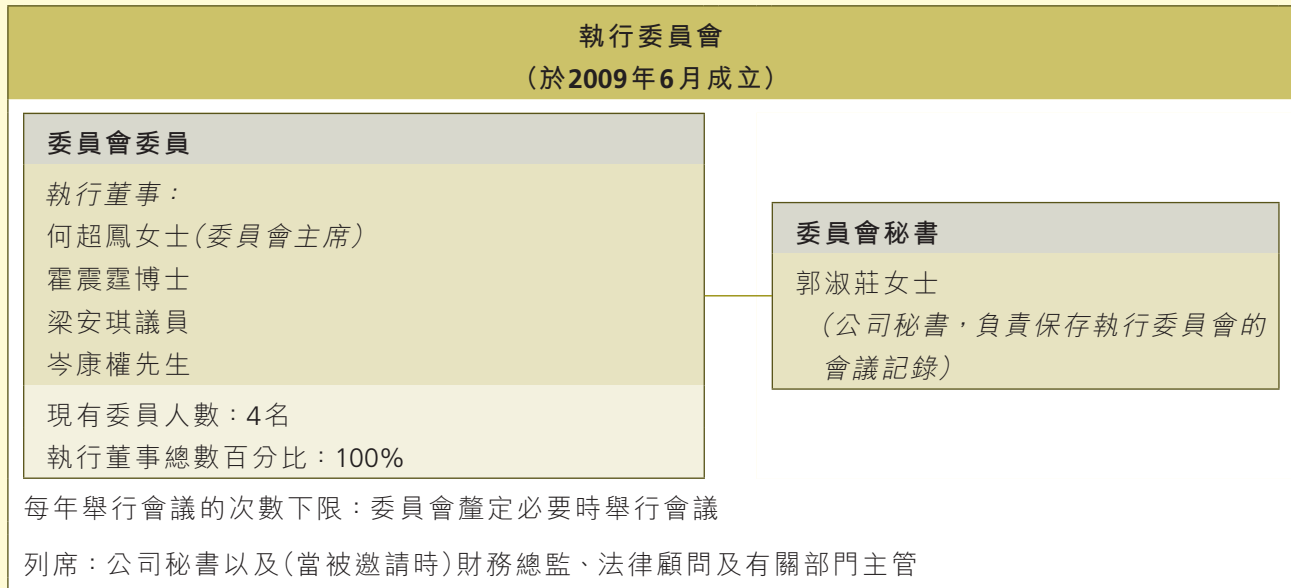 執行委員會
(於2009年6月成立)
委員會委員
執行董事：
何超鳳女士(委員會主席)
霍震霆博士
梁安琪議員
岑康權先生
現有委員人數：4名
執行董事總數百分比：100%
委員會秘書
郭淑莊女士
(公司秘書，負責保存執行委員會的
會議記錄)
每年舉行會議的次數下限：委員會釐定必要時舉行會議
列席：公司秘書以及(當被邀請時)財務總監、法律顧問及有關部門主管